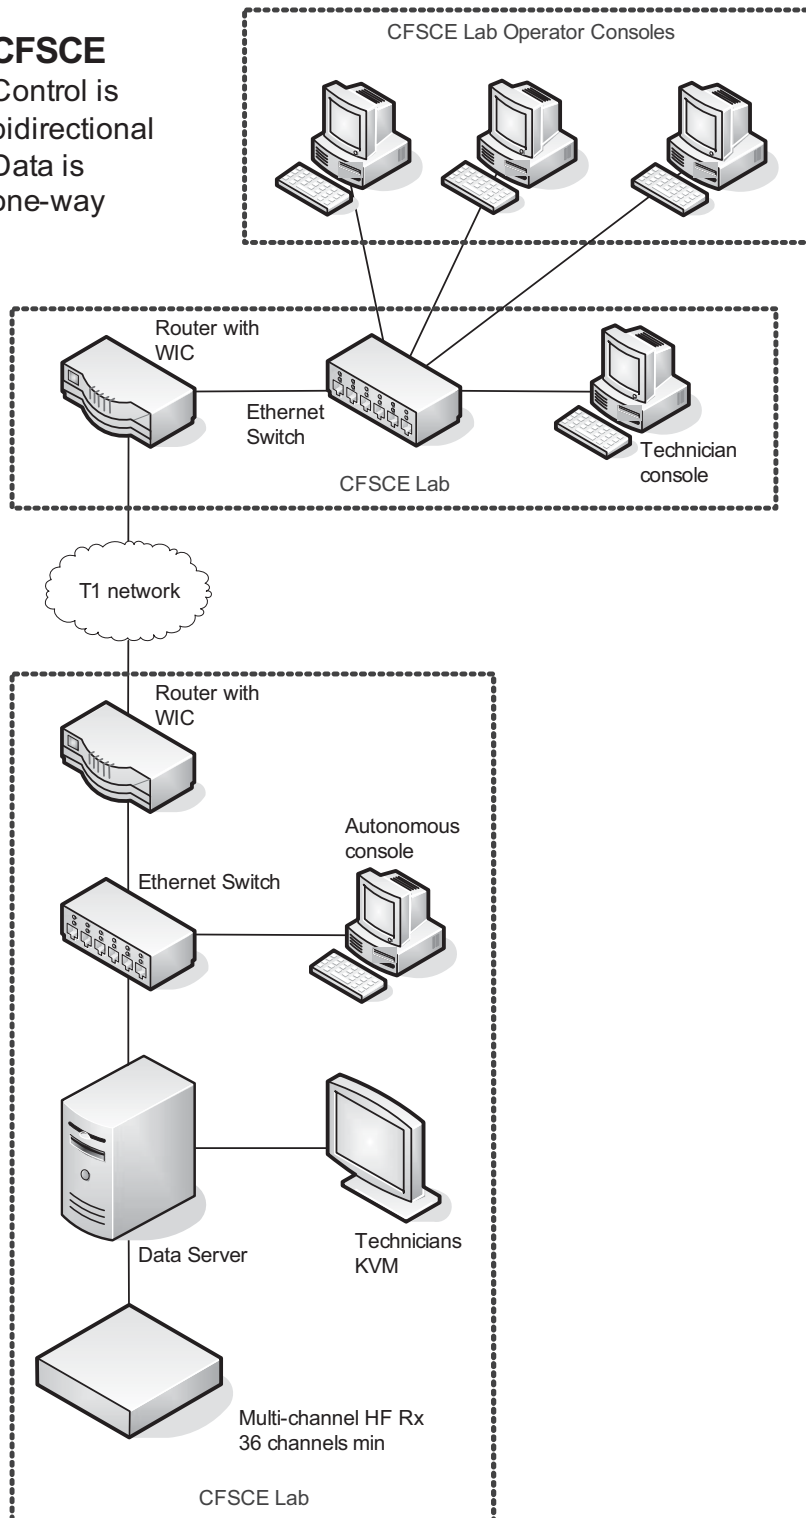 CFSCE
Control is
bidirectional
Data is
one-way
CFSCE Lab Operator Consoles
Router with
WIC
Ethernet
Switch
Technician
console
CFSCE Lab
T1 network
Router with
WIC
Autonomous
console
Ethernet Switch
Data Server
Technicians
KVM
Multi-channel HF Rx
36 channels min
CFSCE Lab